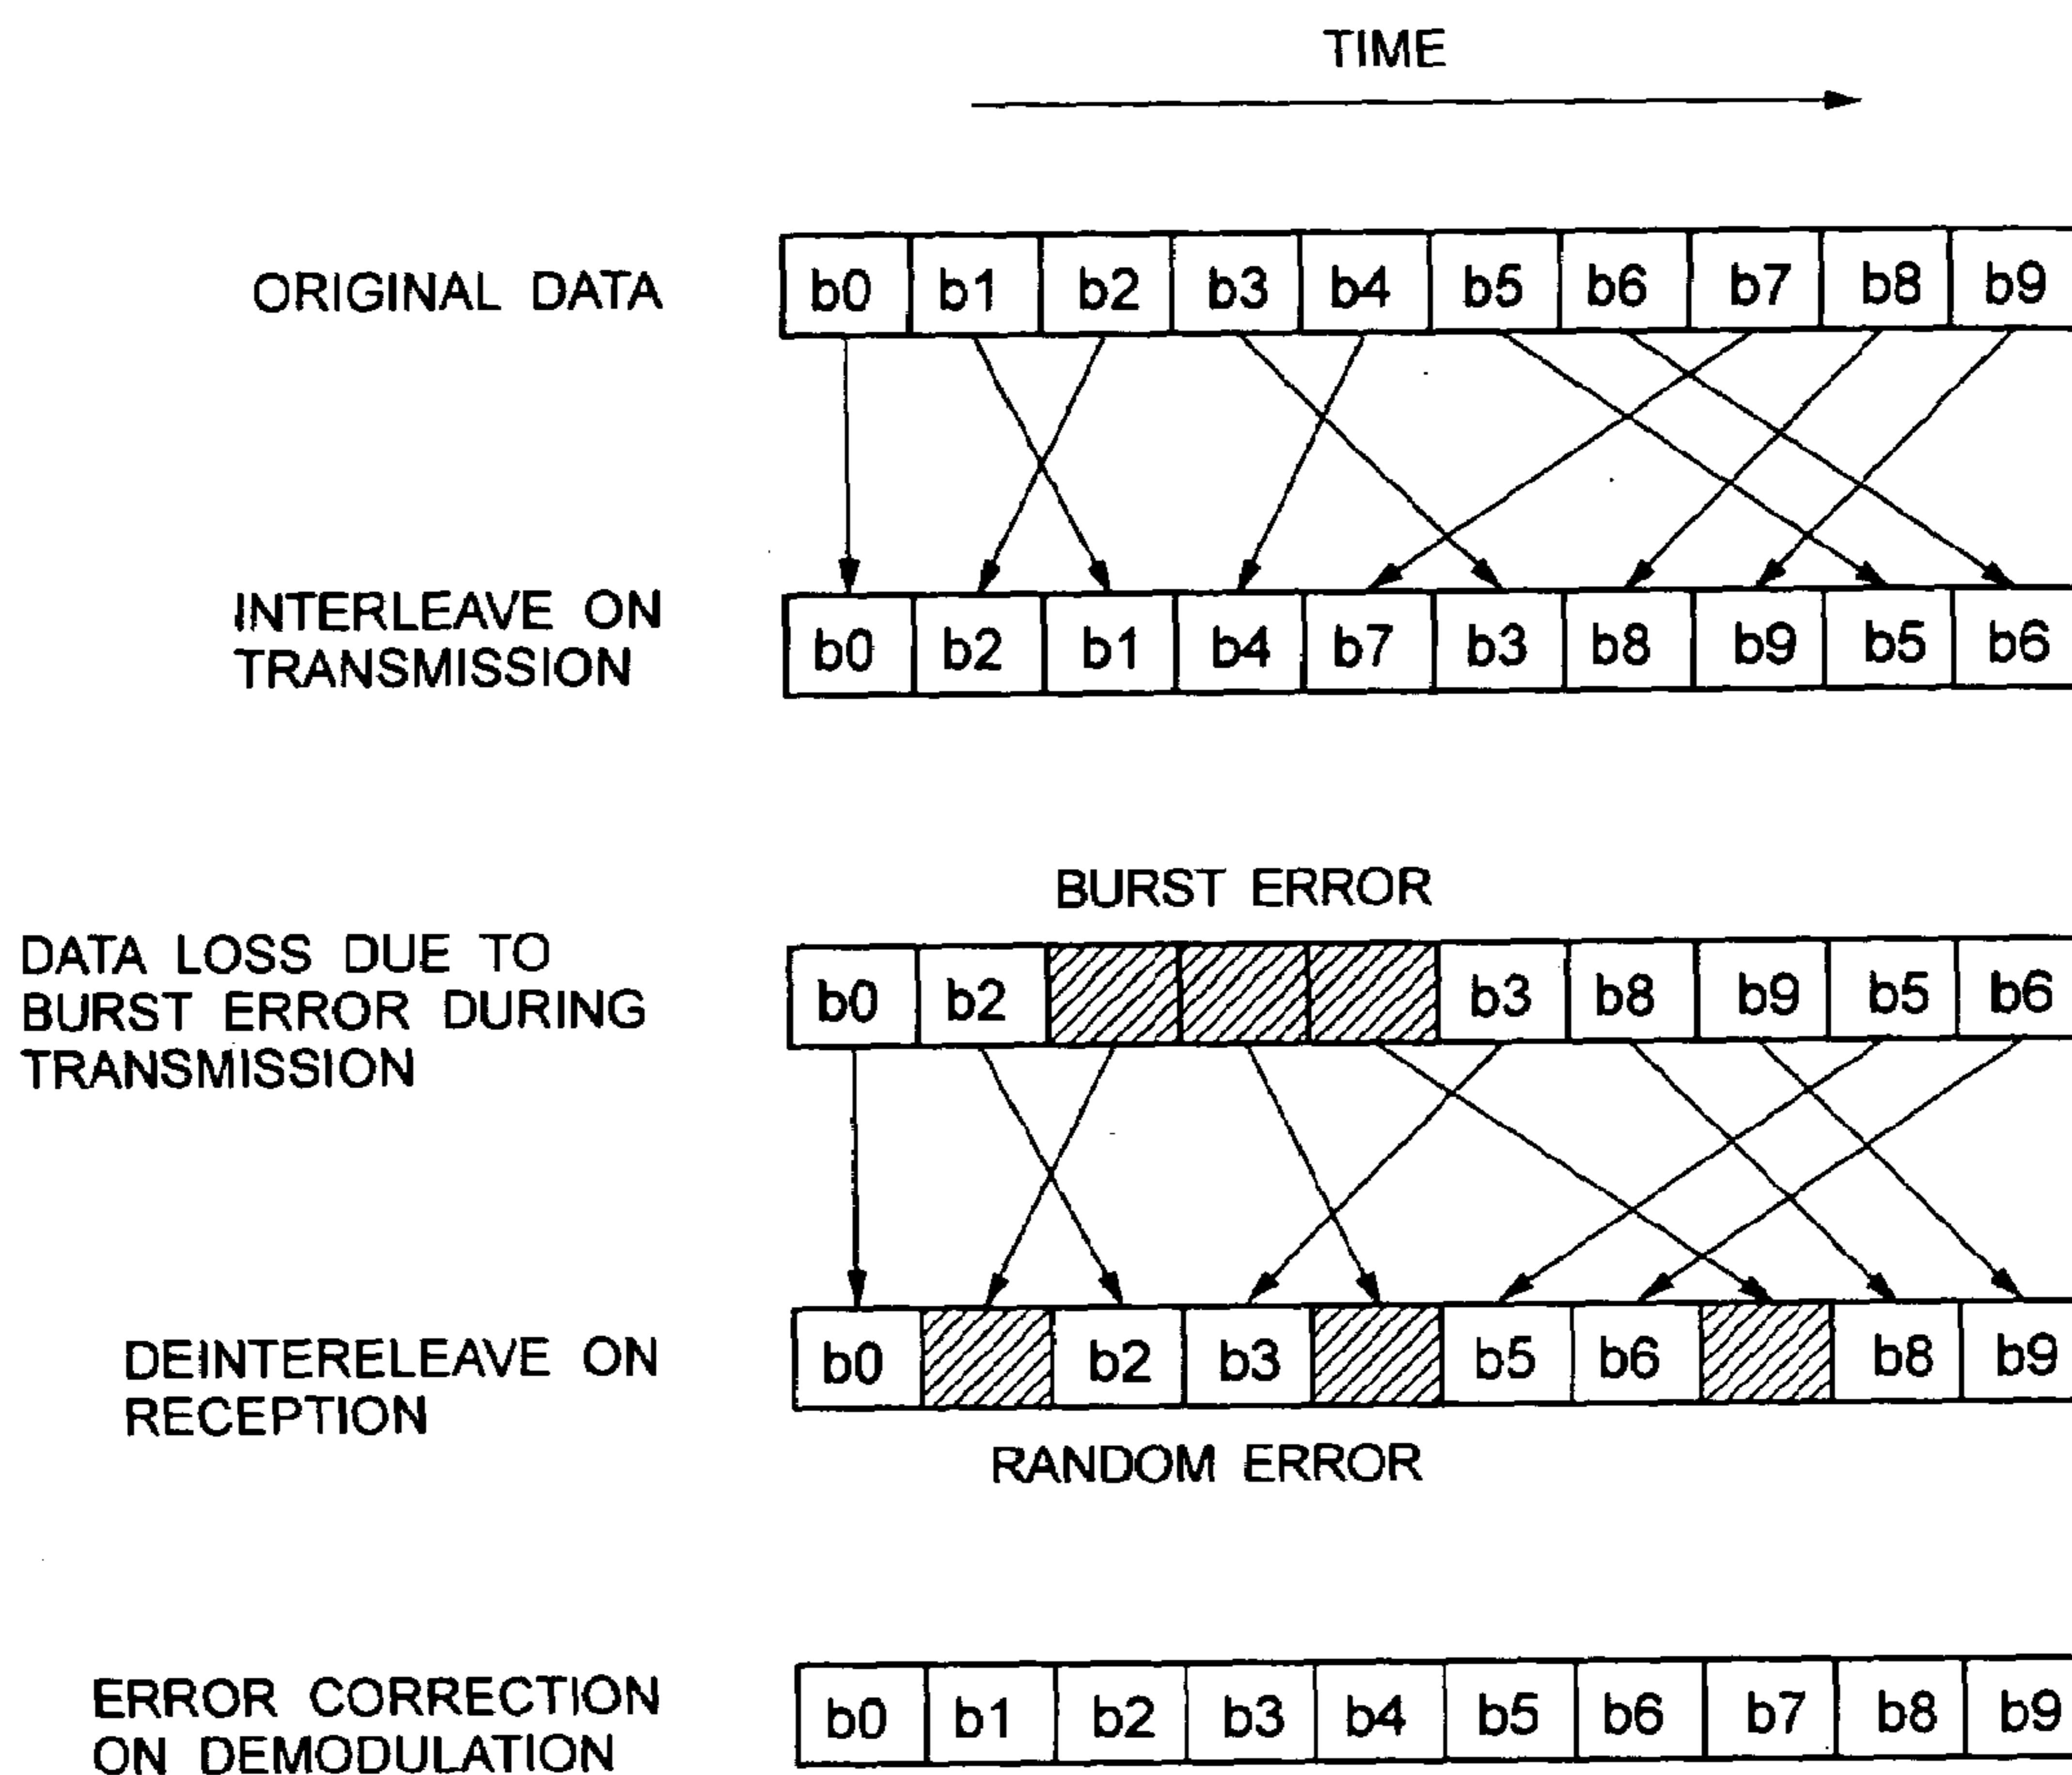 TIME
ORIGINAL DATA
b0 b1 b2 b3 b4 b5 b6 b7 b8 b9
INTERLEAVE ON
TRANSMISSION
b0 b2 b1 b4 b7 b3 b8 b9 b5 b6
BURST ERROR
DATA LOSS DUE TO
BURST ERROR DURING
TRANSMISSION
b0 b2 b3 b8 b9 b5 b6
DEINTERELEAVE ON
RECEPTION
b0 b2 b3 b5 b6 b8 b9
RANDOM ERROR
ERROR CORRECTION
ON DEMODULATION
b0 b1 b2 b3 b4 b5 b6 b7 b8 b9